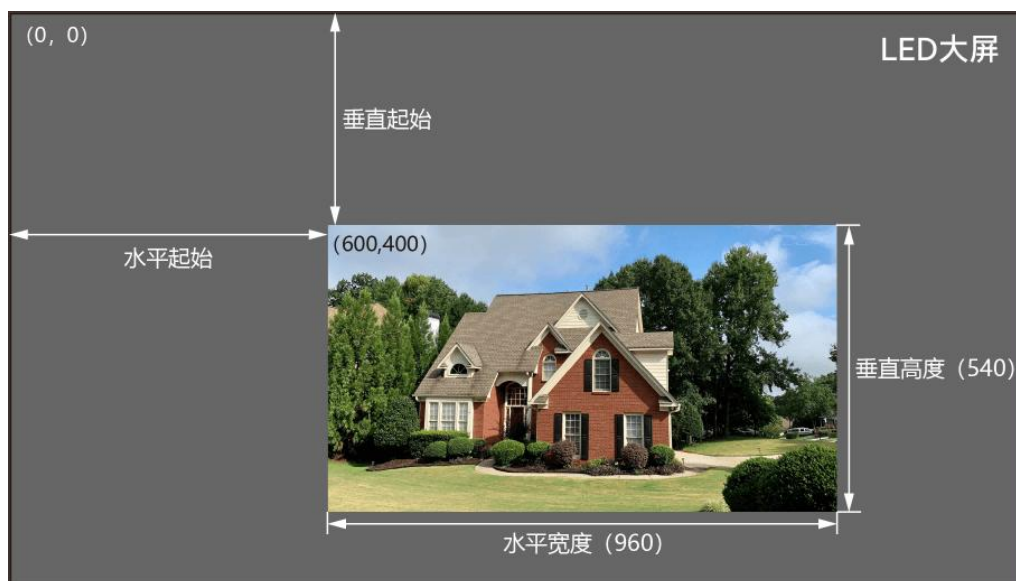 (0, 0)
LED大屏
垂直起始
水平起始
(600,400)
垂直高度（540）
水平宽度（960）